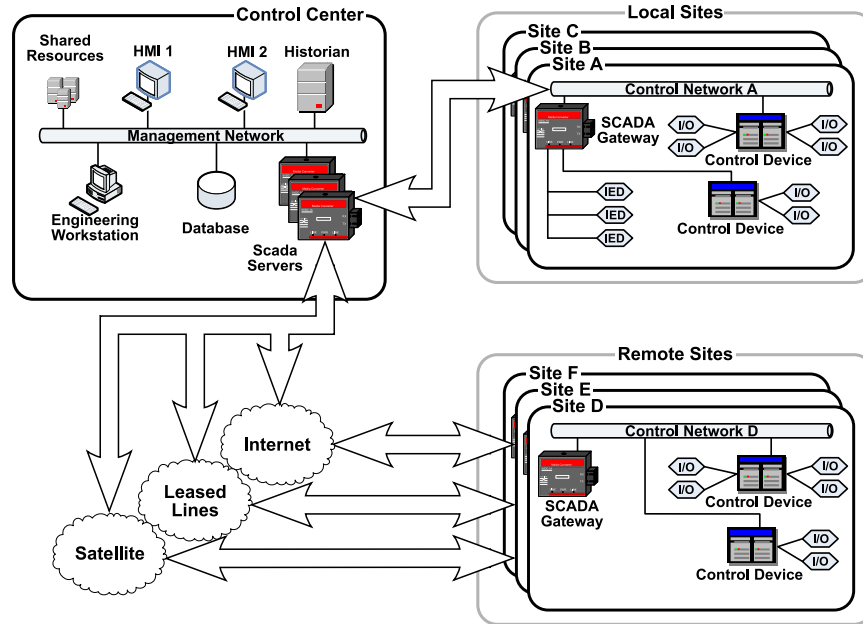 Control Center
Shared
Resources
HMI 1
HMI 2
Historian
Management Network
Engineering
Workstation
Database
Scada
Servers
Local Sites
Site C
Site B
Site A
Control Network A
SCADA
Gateway
I/O
I/O
I/O
I/O
Control Device
IED
IED
IED
I/O
I/O
Control Device
Internet
Leased
Lines
Satellite
Remote Sites
Site F
Site E
Site D
Control Network D
SCADA
Gateway
I/O
I/O
I/O
I/O
Control Device
I/O
I/O
Control Device